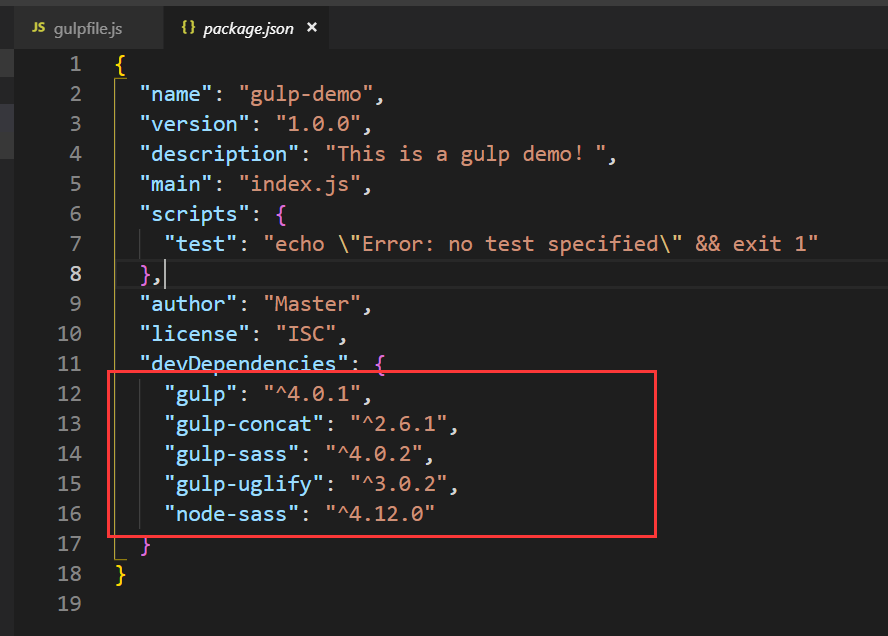 JS gulpfile.js {} package.json ×
1 {
2 "name": "gulp-demo",
3 "version": "1.0.0",
4 "description": "This is a gulp demo! ",
5 "main": "index.js",
6 "scripts": {
7 "test": "echo \"Error: no test specified\" && exit 1"
8 },
9 "author": "Master",
10 "license": "ISC",
11 "devDependencies": {
12 "gulp": "^4.0.1",
13 "gulp-concat": "^2.6.1",
14 "gulp-sass": "^4.0.2",
15 "gulp-uglify": "^3.0.2",
16 "node-sass": "^4.12.0"
17 }
18 }
19